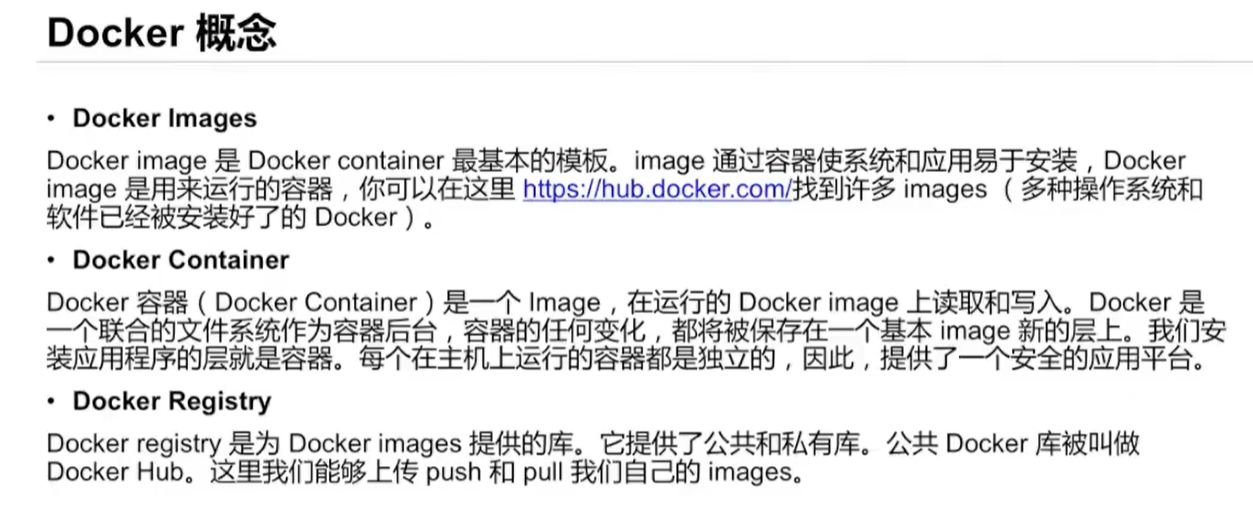 Docker 概念
• Docker Images
Docker image 是 Docker container 最基本的模板。image 通过容器使系统和应用易于安装，Docker
image 是用来运行的容器，你可以在这里 https://hub.docker.com/找到许多 images （多种操作系统和
软件已经被安装好了的 Docker）。
• Docker Container
Docker 容器（Docker Container）是一个 Image，在运行的 Docker image 上读取和写入。Docker 是
一个联合的文件系统作为容器后台，容器的任何变化，都将被保存在一个基本 image 新的层上。我们安
装应用程序的层就是容器。每个在主机上运行的容器都是独立的，因此，提供了一个安全的应用平台。
• Docker Registry
Docker registry 是为 Docker images 提供的库。它提供了公共和私有库。公共 Docker 库被叫做
Docker Hub。这里我们能够上传 push 和 pull 我们自己的 images。